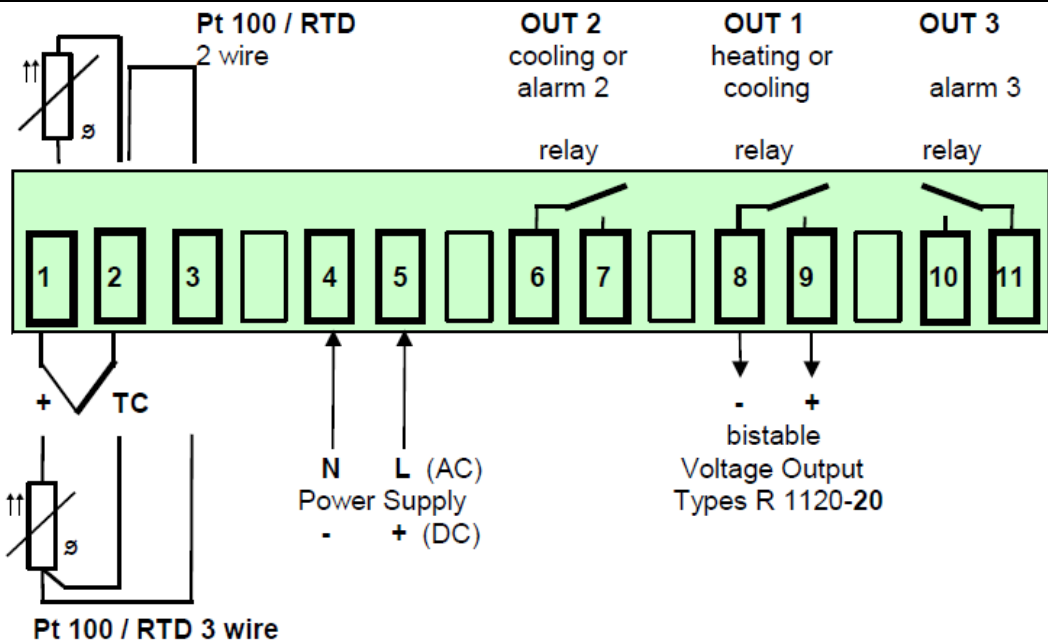 Pt 100 / RTD
2 wire
OUT 2
cooling or
alarm 2
relay
OUT 1
heating or
cooling
relay
OUT 3
alarm 3
relay
1 2 3 4 5 6 7 8 9 10 11
+ TC
N L (AC)
Power Supply
- + (DC)
- +
bistable
Voltage Output
Types R 1120-20
Pt 100 / RTD 3 wire